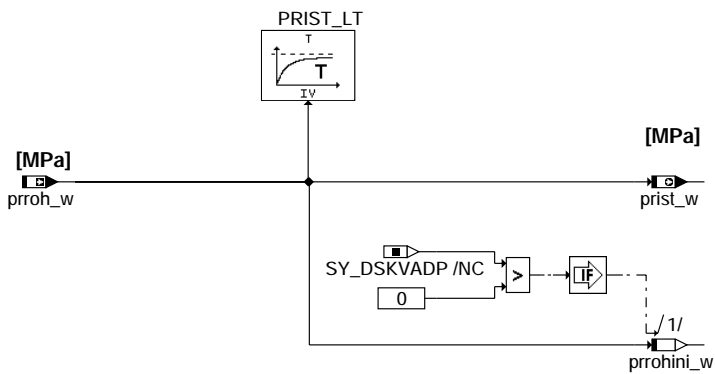 PRIST_LT
T
T
IV
[MPa]
[MPa]
prroh_w
prist_w
SY_DSKVADP /NC
>
IF
0
/1/
prrohini_w